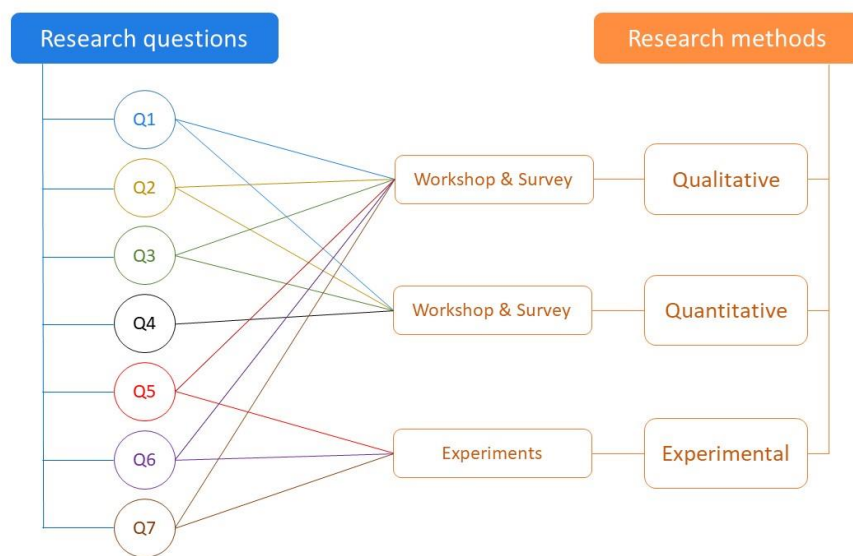 Research questions
Research methods
Q1
Q2
Q3
Q4
Q5
Q6
Q7
Workshop & Survey
Qualitative
Workshop & Survey
Quantitative
Experiments
Experimental